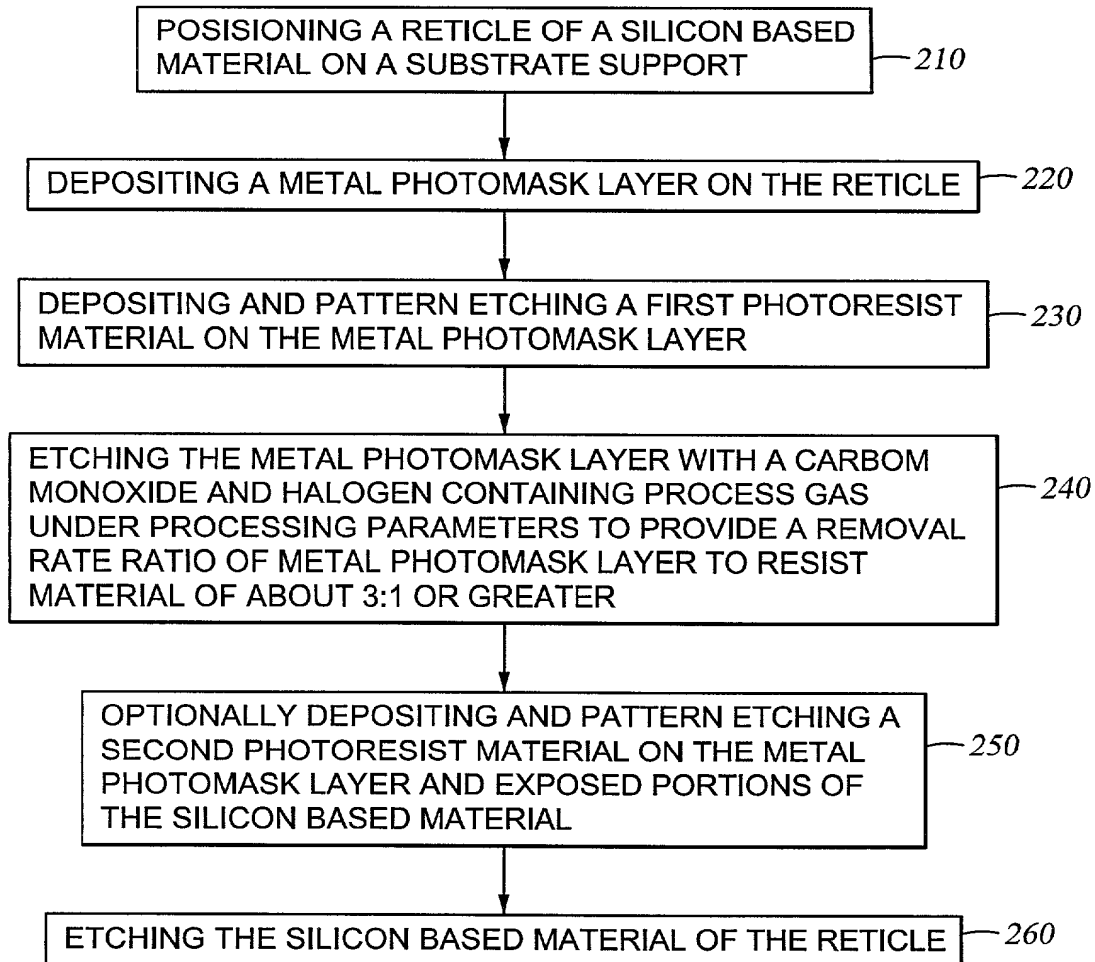 POSISIONING A RETICLE OF A SILICON BASED
MATERIAL ON A SUBSTRATE SUPPORT
210
DEPOSITING A METAL PHOTOMASK LAYER ON THE RETICLE
220
DEPOSITING AND PATTERN ETCHING A FIRST PHOTORESIST
MATERIAL ON THE METAL PHOTOMASK LAYER
230
ETCHING THE METAL PHOTOMASK LAYER WITH A CARBOM
MONOXIDE AND HALOGEN CONTAINING PROCESS GAS
UNDER PROCESSING PARAMETERS TO PROVIDE A REMOVAL
RATE RATIO OF METAL PHOTOMASK LAYER TO RESIST
MATERIAL OF ABOUT 3:1 OR GREATER
240
OPTIONALLY DEPOSITING AND PATTERN ETCHING A
SECOND PHOTORESIST MATERIAL ON THE METAL
PHOTOMASK LAYER AND EXPOSED PORTIONS OF
THE SILICON BASED MATERIAL
250
ETCHING THE SILICON BASED MATERIAL OF THE RETICLE
260